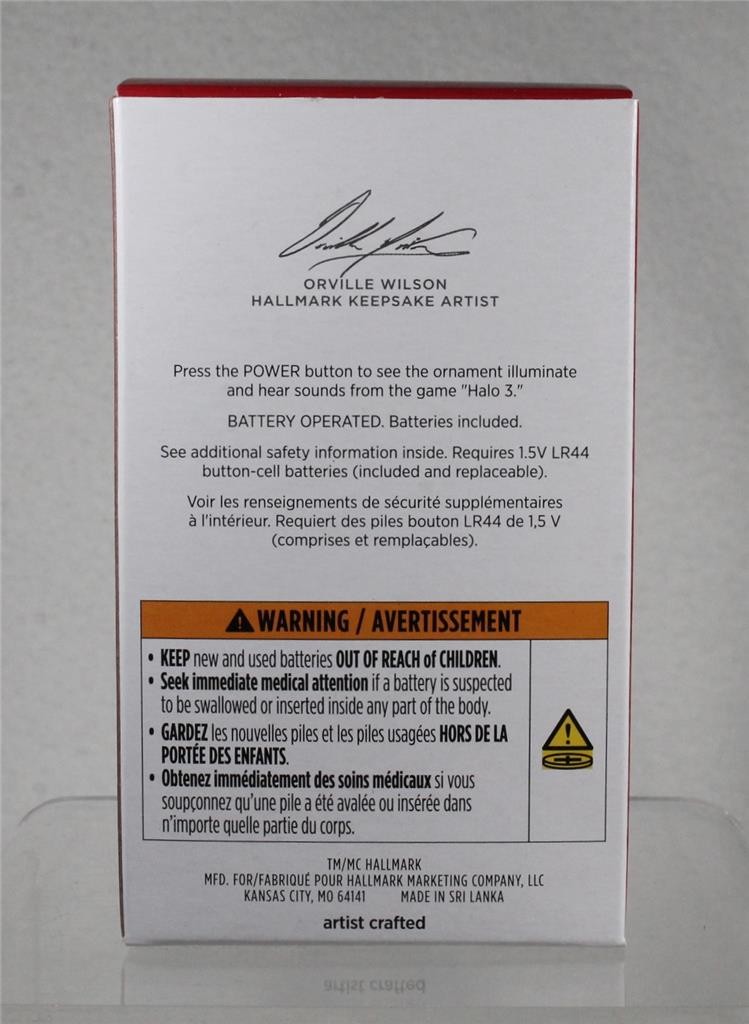 ORVILLE WILSON
HALLMARK KEEPSAKE ARTIST
Press the POWER button to see the ornament illuminate
and hear sounds from the game "Halo 3."
BATTERY OPERATED. Batteries included.
See additional safety information inside. Requires 1.5V LR44
button-cell batteries (included and replaceable).
Voir les renseignements de sécurité supplémentaires
à l'intérieur. Requiert des piles bouton LR44 de 1,5 V
(comprises et remplaçables).
WARNING / AVERTISSEMENT
• KEEP new and used batteries OUT OF REACH of CHILDREN.
• Seek immediate medical attention if a battery is suspected
to be swallowed or inserted inside any part of the body.
• GARDEZ les nouvelles piles et les piles usagées HORS DE LA
PORTÉE DES ENFANTS.
• Obtenez immédiatement des soins médicaux si vous
soupçonnez qu'une pile a été avalée ou insérée dans
n'importe quelle partie du corps.
TM/MC HALLMARK
MFD. FOR/FABRIQUÉ POUR HALLMARK MARKETING COMPANY, LLC
KANSAS CITY, MO 64141 MADE IN SRI LANKA
artist crafted